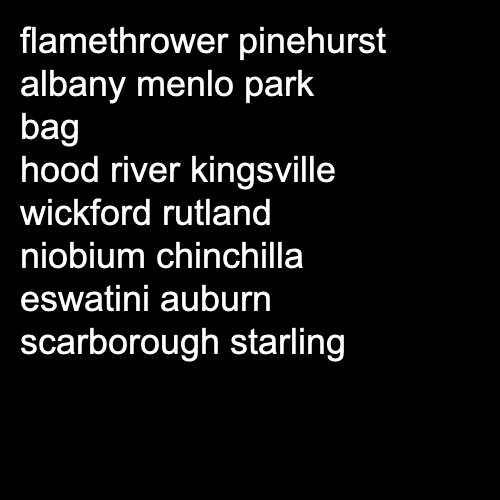 flamethrower pinehurst
albany menlo park
bag
hood river kingsville
wickford rutland
niobium chinchilla
eswatini auburn
scarborough starling